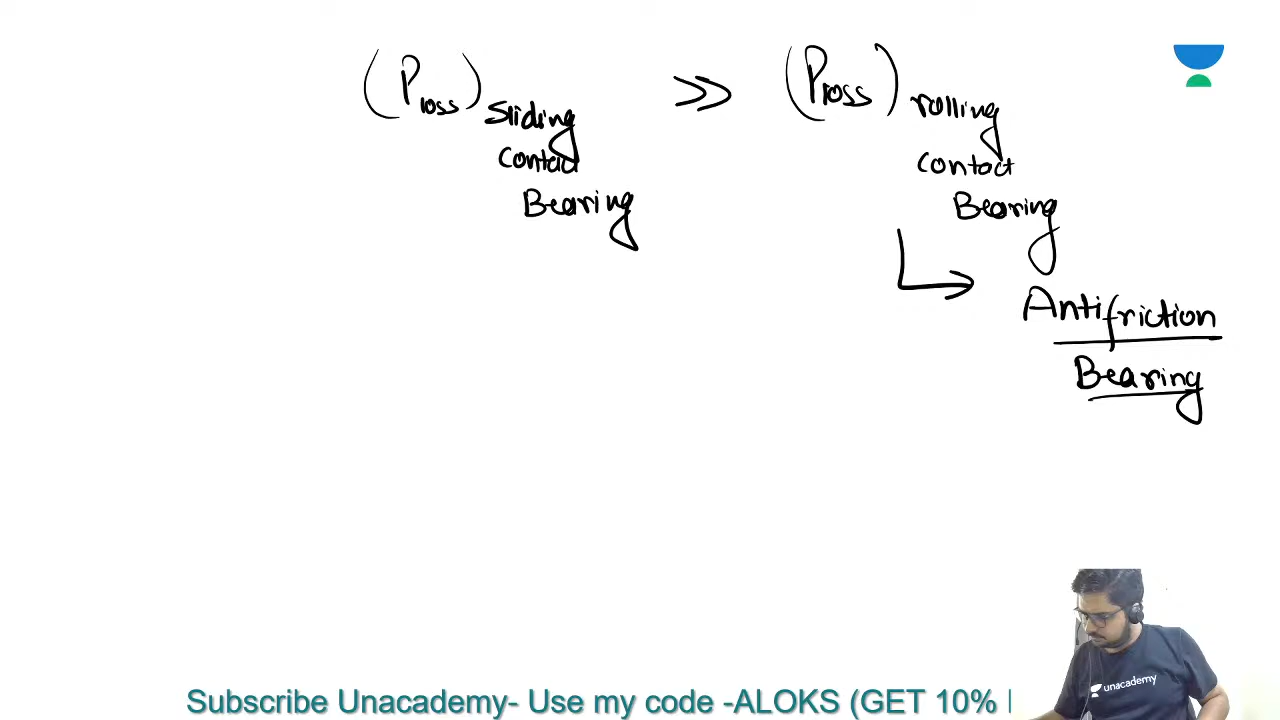 (Ploss) sliding contact Bearing >> (Ploss) rolling contact Bearing
Antifriction
Bearing
unacademy
Subscribe Unacademy- Use my code -ALOKS (GET 10%